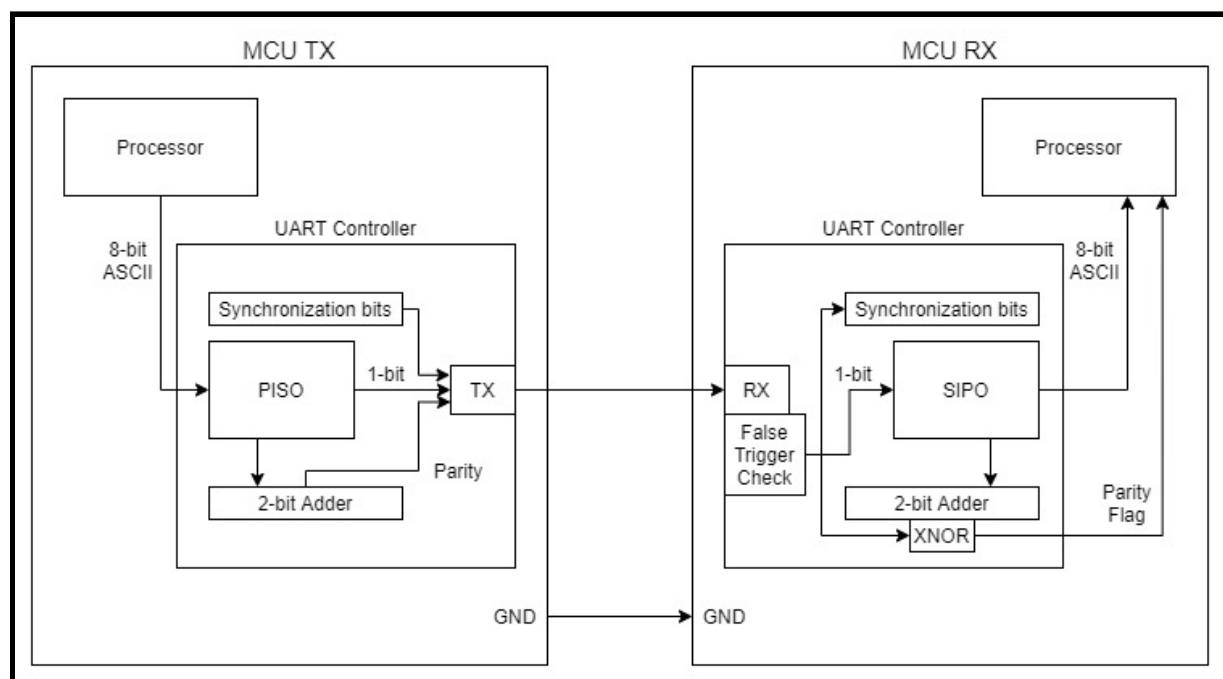 MCU TX
MCU RX
Processor
Processor
UART Controller
UART Controller
8-bit
ASCII
8-bit
ASCII
Synchronization bits
Synchronization bits
PISO
1-bit
TX
RX
1-bit
SIPO
False
Trigger
Check
Parity
2-bit Adder
2-bit Adder
XNOR
Parity
Flag
GND
GND